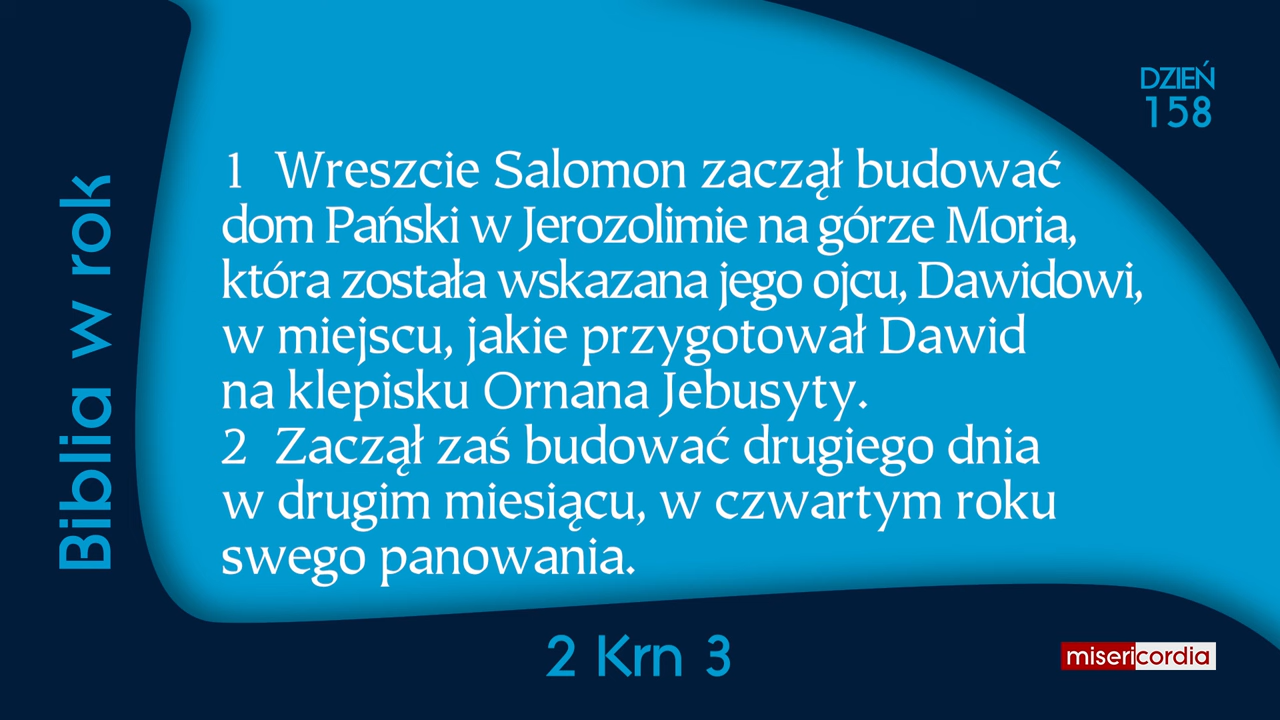 DZIEŃ
158
Biblia w rok
1 Wreszcie Salomon zaczął budować
dom Pański w Jerozolimie na górze Moria,
która została wskazana jego ojcu, Dawidowi,
w miejscu, jakie przygotował Dawid
na klepisku Ornana Jebusyty.
2 Zaczął zaś budować drugiego dnia
w drugim miesiącu, w czwartym roku
swego panowania.
2 Krn 3
misericordia